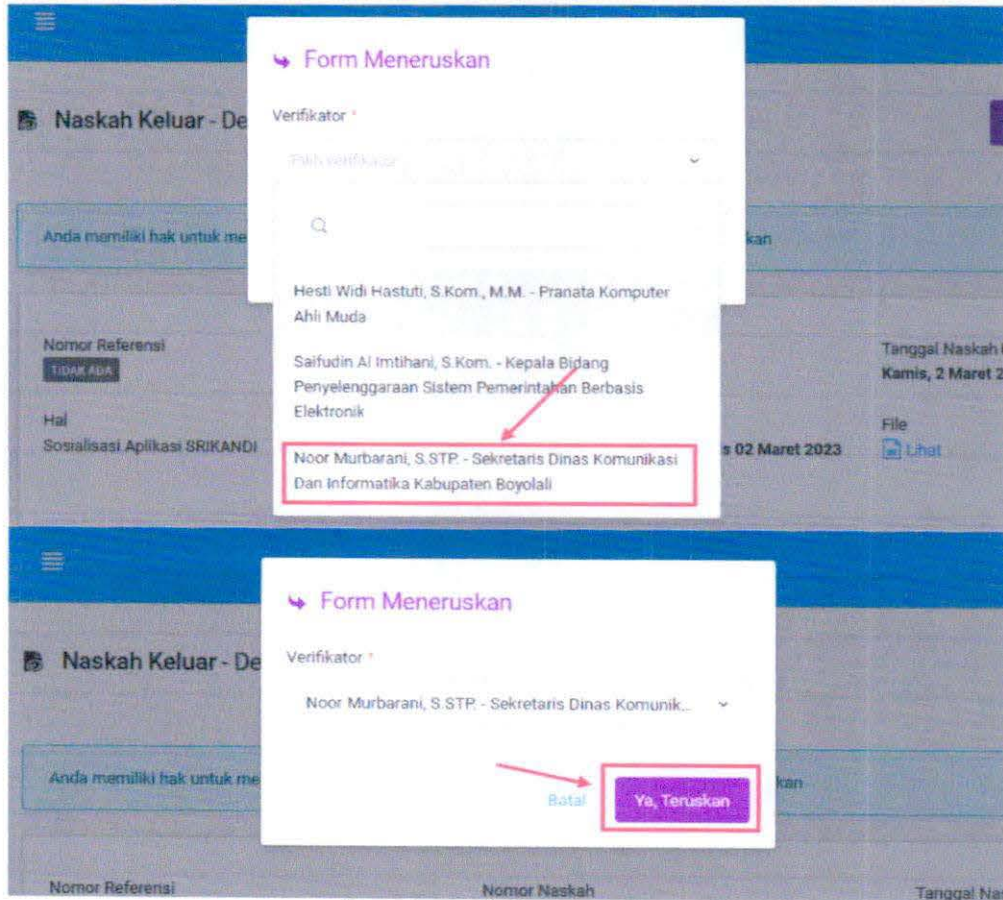 Form Meneruskan
Naskah Keluar - De
Verifikator *
Pilih verifikator
Anda memiliki hak untuk me
kan
Hesti Widi Hastuti, S.Kom., M.M. - Pranata Komputer
Ahli Muda
Nomor Referensi
TIDAK ADA
Tanggal Naskah
Kamis, 2 Maret 2
Saifudin Al Imtihani, S.Kom. - Kepala Bidang
Penyelenggaraan Sistem Pemerintahan Berbasis
Elektronik
Hal
Sosialisasi Aplikasi SRIKANDI
s 02 Maret 2023
File
Lihat
Noor Murbarani, S.STP. - Sekretaris Dinas Komunikasi
Dan Informatika Kabupaten Boyolali
Form Meneruskan
Naskah Keluar - De
Verifikator *
Noor Murbarani, S.STP. - Sekretaris Dinas Komunik...
Anda memiliki hak untuk me
kan
Batal
Ya, Teruskan
Nomor Referensi
Nomor Naskah
Tanggal Nas